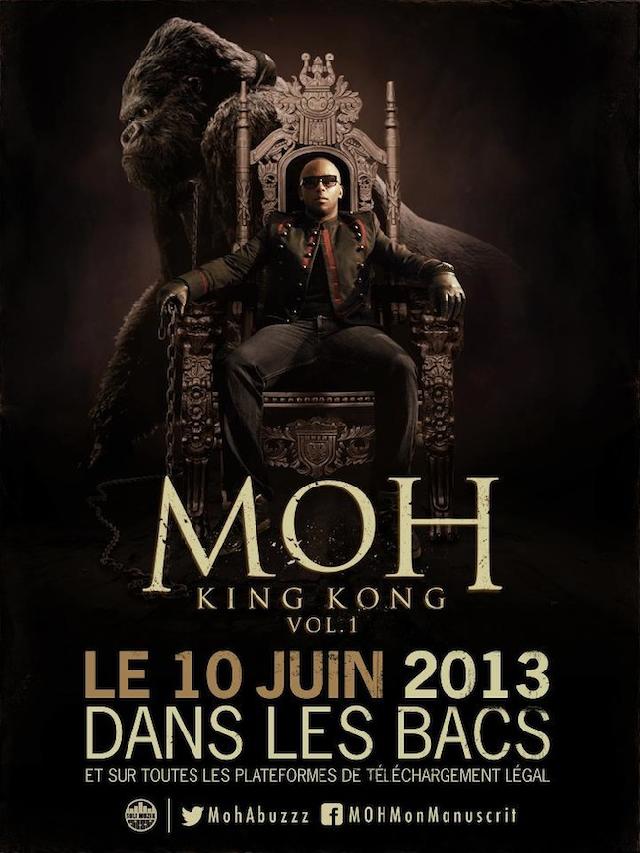 MOH
KING KONG
VOL.1
LE 10 JUIN 2013
DANS LES BACS
ET SUR TOUTES LES PLATEFORMES DE TÉLÉCHARGEMENT LÉGAL
MohAbuzzz MOHMonManuscrit